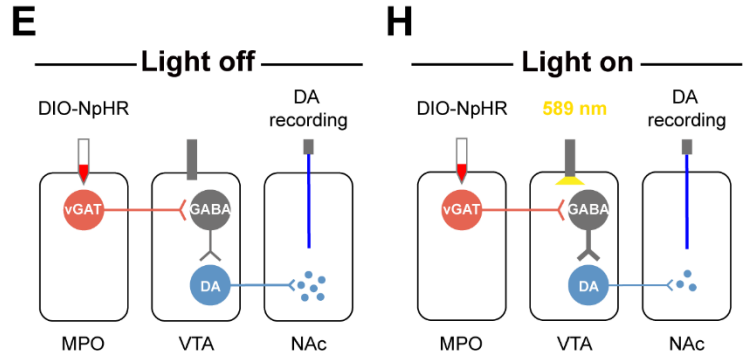 E
Light off
DIO-NpHR
DA
recording
vGAT
GABA
DA
MPO
VTA
NAc
H
Light on
DIO-NpHR
589 nm
DA
recording
vGAT
GABA
DA
MPO
VTA
NAc